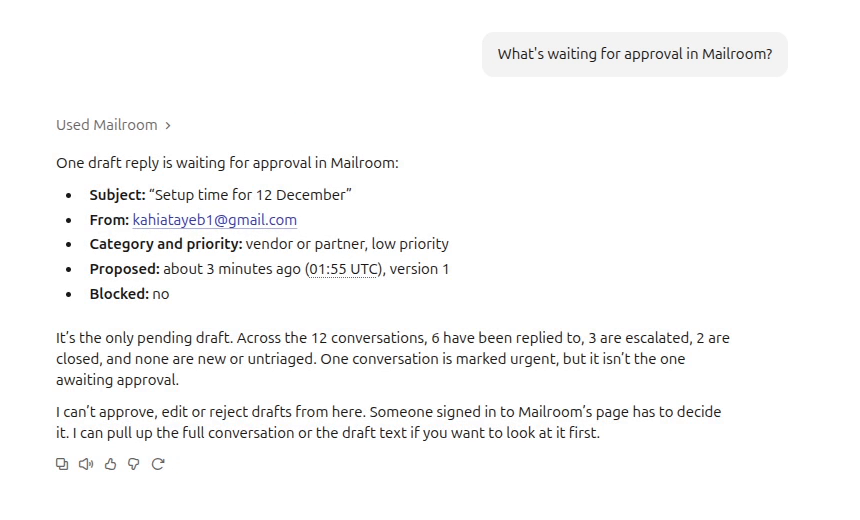 What's waiting for approval in Mailroom?
Used Mailroom >
One draft reply is waiting for approval in Mailroom:
• Subject: “Setup time for 12 December”
• From: kahiatayeb1@gmail.com
• Category and priority: vendor or partner, low priority
• Proposed: about 3 minutes ago (01:55 UTC), version 1
• Blocked: no
It’s the only pending draft. Across the 12 conversations, 6 have been replied to, 3 are escalated, 2 are
closed, and none are new or untriaged. One conversation is marked urgent, but it isn’t the one
awaiting approval.
I can’t approve, edit or reject drafts from here. Someone signed in to Mailroom’s page has to decide
it. I can pull up the full conversation or the draft text if you want to look at it first.